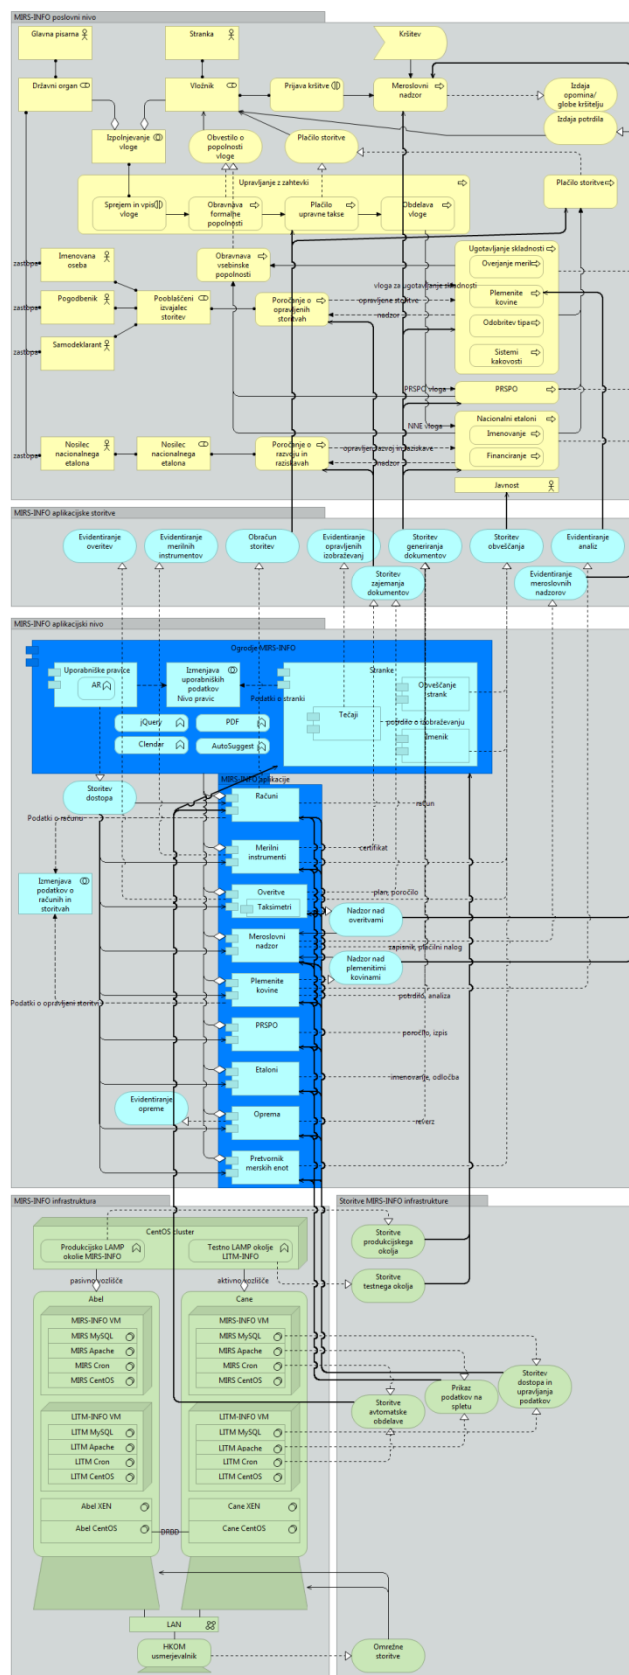 MIRS-INFO poslovni nivo
Glavna pisarna
Stranka
Kršitev
Državni organ
Vložnik
Prijava kršitve
Meroslovni
nadzor
Izdaja
opomina/
globe kršitelju
Izdaja potrdila
Izpolnjevanje
vloge
Obvestilo o
popolnosti
vloge
Plačilo storitve
Upravljanje z zahtevki
Plačilo storitve
Sprejem in vpis
vloge
Obravnava
formalne
popolnosti
Plačilo
upravne takse
Obdelava
vloge
Imenovana
oseba
zastopa
Obravnava
vsebinske
popolnosti
Ugotavljanje skladnosti
Overjanje meril
vloga za ugotavljanje skladnosti
Pogodbenik
zastopa
Pooblaščeni
izvajalec
storitev
Poročanje o
opravljenih
storitvah
opravljene storitve
nadzor
Plemenite
kovine
Odobritev tipa
Samodeklarant
zastopa
Sistemi
kakovosti
PRSPO vloga
PRSPO
NNE vloga
Nacionalni etaloni
Imenovanje
Financiranje
Nosilec
nacionalnega
etalona
zastopa
Nosilec
nacionalnega
etalona
Poročanje o
razvoju in
raziskavah
opravljen razvoj in raziskave
nadzor
Javnost
MIRS-INFO aplikacijske storitve
Evidentiranje
overitev
Evidentiranje
merilnih
instrumentov
Obračun
storitev
Evidentiranje
opravljenih
izobraževanj
Storitev
generiranja
dokumentov
Storitev
obveščanja
Evidentiranje
analiz
Storitev
zajemanja
dokumentov
Evidentiranje
meroslovnih
nadzorov
MIRS-INFO aplikacijski nivo
Ogrodje MIRS-INFO
Uporabniške pravice
AR
Izmenjava
uporabniških
podatkov
Nivo pravic
Stranke
Podatki o stranki
Obveščanje
strank
Tečaji
potrdilo o izobraževanju
Imenik
jQuery
PDF
Clendar
AutoSuggest
MIRS-INFO aplikacije
Storitev
dostopa
Računi
račun
Podatki o računu
Merilni
instrumenti
certifikat
Izmenjava
podatkov o
računih in
storitvah
Overitve
Taksimetri
plan, poročilo
Nadzor nad
overitvami
Meroslovni
nadzor
zapisnik, plačilni nalog
Nadzor nad
plemenitimi
kovinami
Plemenite
kovine
potrdilo, analiza
Podatki o opravljeni storitvi
PRSPO
poročilo, izpis
Etaloni
imenovanje, odločba
Evidentiranje
opreme
Oprema
reverz
Pretvornik
merskih enot
MIRS-INFO infrastruktura
Storitve MIRS-INFO infrastrukture
CentOS cluster
Produkcijsko LAMP
okolie MIRS-INFO
Testno LAMP okolje
LITM-INFO
Storitve
produkcijskega
okolja
pasivno vozlišče
aktivno vozlišče
Storitve
testnega okolja
Abel
Cane
MIRS-INFO VM
MIRS MySQL
MIRS Apache
MIRS Cron
MIRS CentOS
MIRS-INFO VM
MIRS MySQL
MIRS Apache
MIRS Cron
MIRS CentOS
Storitev
dostopa in
upravljanja
podatkov
Prikaz
podatkov na
spletu
Storitve
avtomatske
obdelave
LITM-INFO VM
LITM MySQL
LITM Apache
LITM Cron
LITM CentOS
LITM-INFO VM
LITM MySQL
LITM Apache
LITM Cron
LITM CentOS
Abel XEN
Abel CentOS
DRBD
Cane XEN
Cane CentOS
LAN
HKOM
usmerjevalnik
Omrežne
storitve